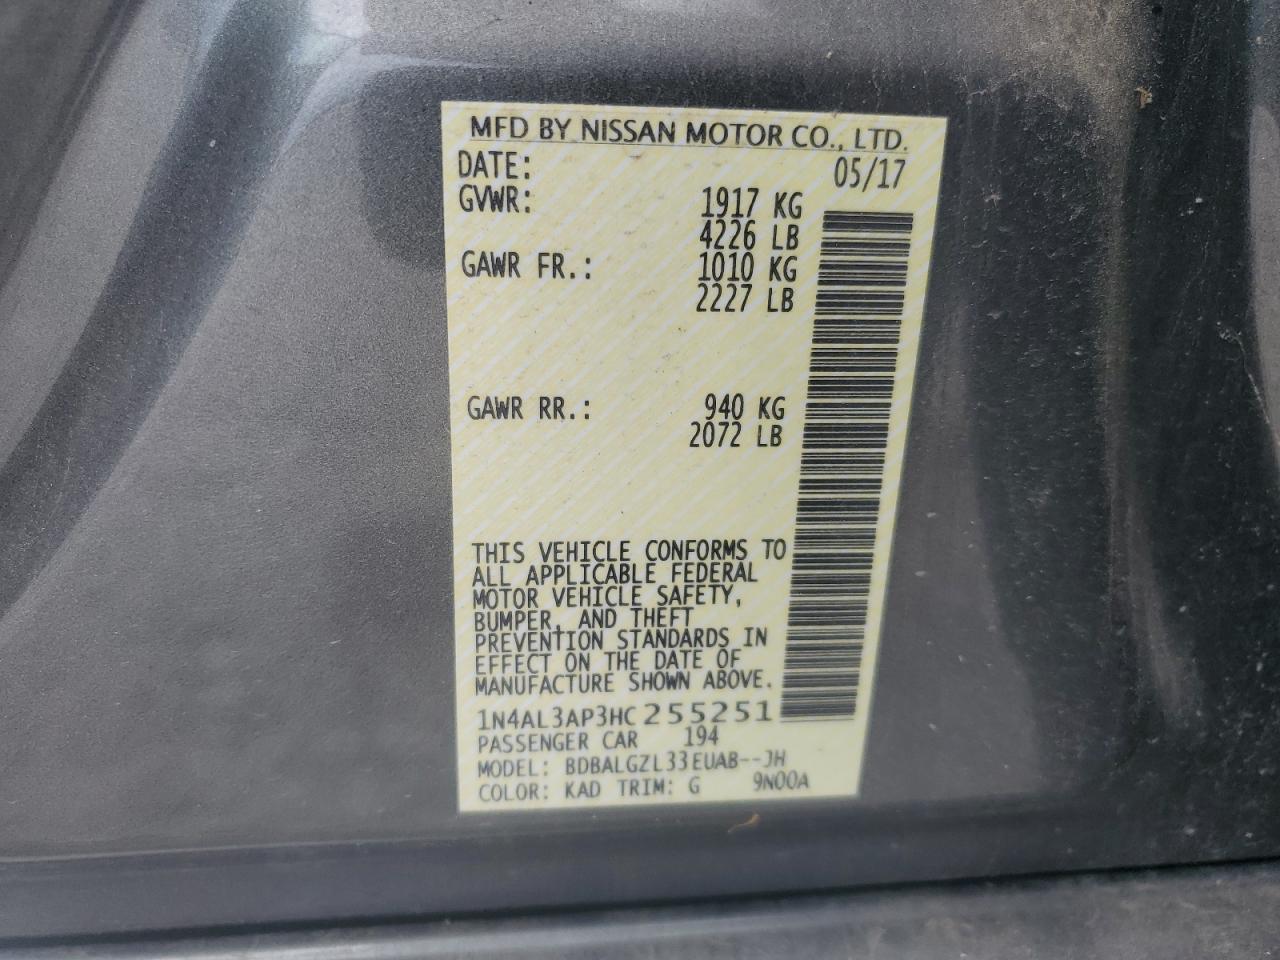 MFD BY NISSAN MOTOR CO., LTD.
DATE: 05/17
GVWR: 1917 KG
4226 LB
GAWR FR.: 1010 KG
2227 LB
GAWR RR.: 940 KG
2072 LB
THIS VEHICLE CONFORMS TO
ALL APPLICABLE FEDERAL
MOTOR VEHICLE SAFETY,
BUMPER, AND THEFT
PREVENTION STANDARDS IN
EFFECT ON THE DATE OF
MANUFACTURE SHOWN ABOVE.
1N4AL3AP3HC255251
PASSENGER CAR 194
MODEL: BDBALGZL33EUAB--JH
COLOR: KAD TRIM: G 9N00A